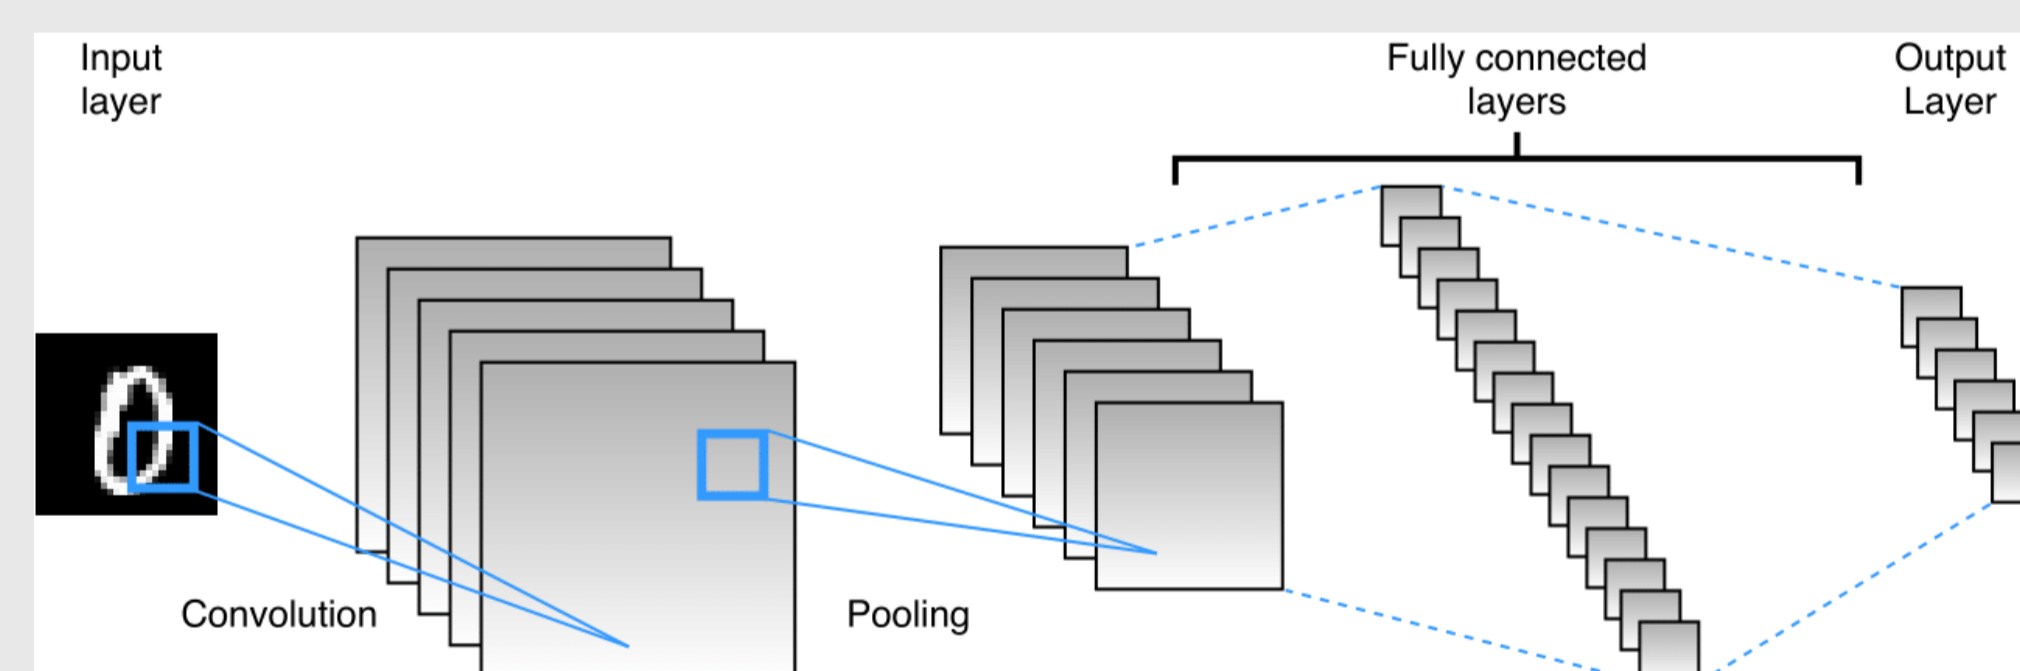 Input
layer
Fully connected
layers
Output
Layer
Convolution
Pooling